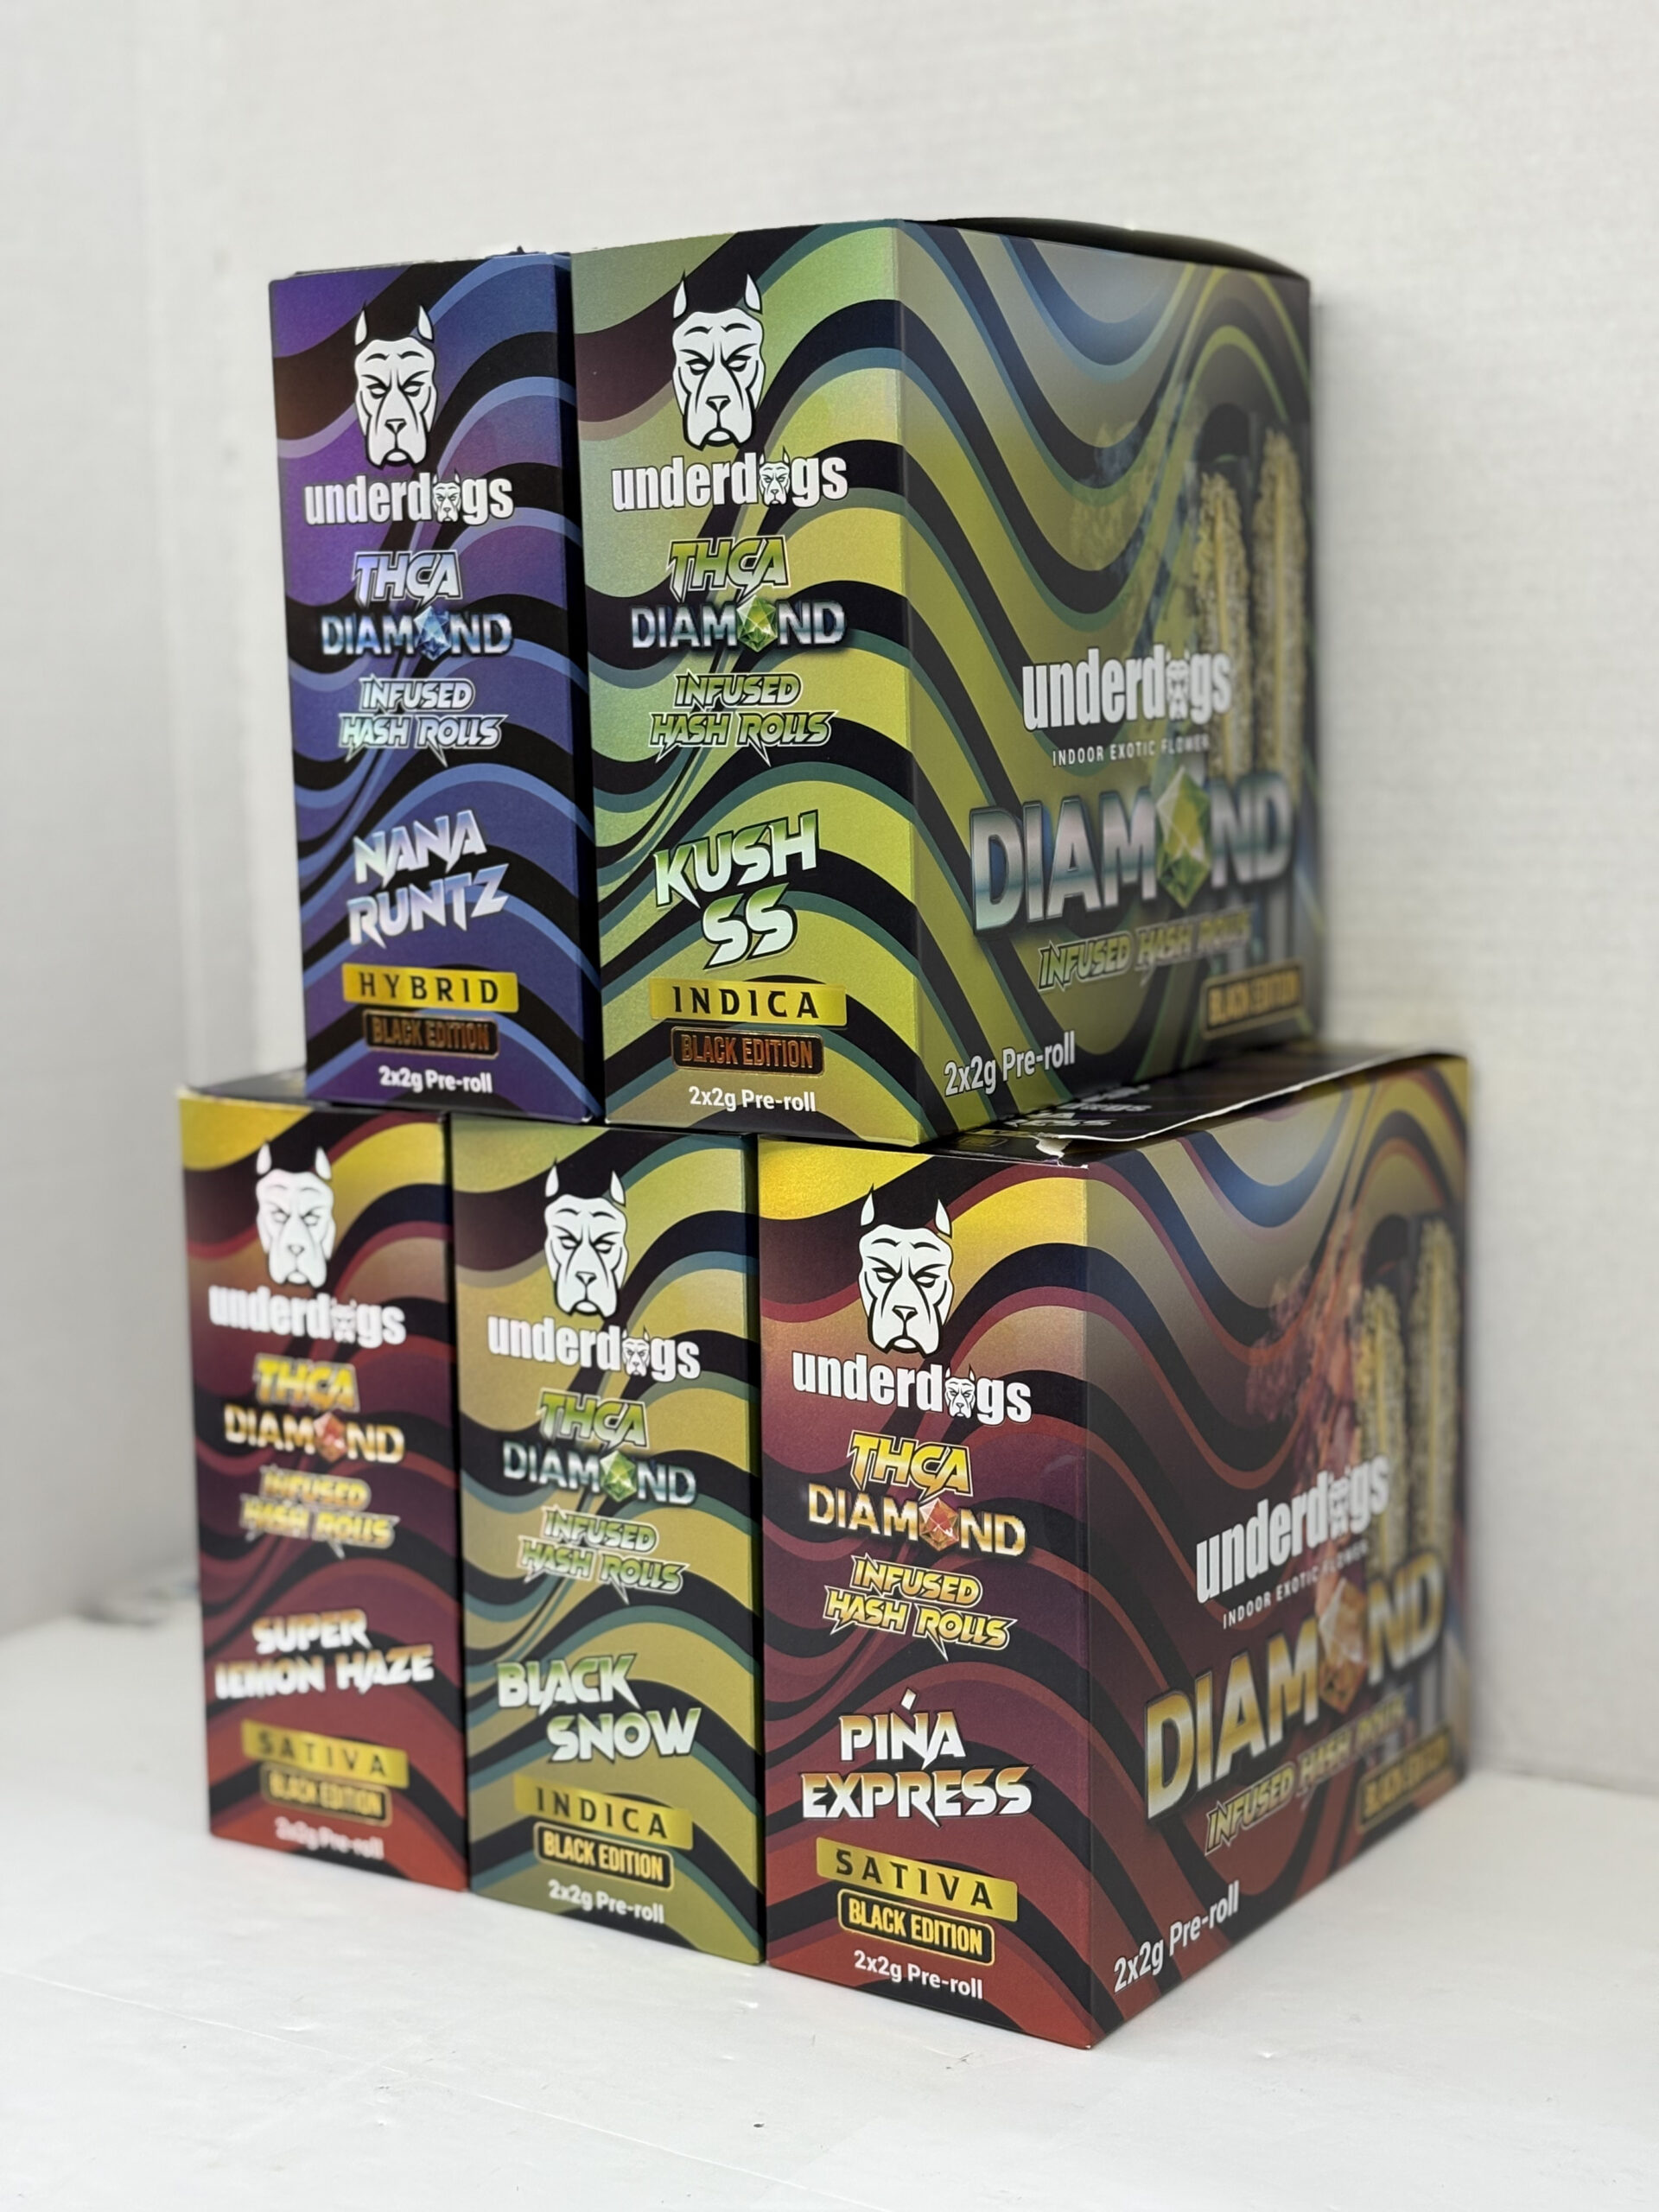 underdogs
THCA
DIAMOND
INFUSED
HASH ROLLS
NANA
RUNTZ
HYBRID
BLACK EDITION
2x2g Pre-roll
underdogs
THCA
DIAMOND
INFUSED
HASH ROLLS
KUSH
SS
INDICA
BLACK EDITION
2x2g Pre-roll
underdogs
INDOOR EXOTIC FLOWER
DIAMOND
INFUSED HASH ROLLS
BLACK EDITION
2x2g Pre-roll
underdogs
THCA
DIAMOND
INFUSED
HASH ROLLS
SUPER
LEMON HAZE
SATIVA
BLACK EDITION
2x2g Pre-roll
underdogs
THCA
DIAMOND
INFUSED
HASH ROLLS
BLACK
SNOW
INDICA
BLACK EDITION
2x2g Pre-roll
underdogs
THCA
DIAMOND
INFUSED
HASH ROLLS
PIÑA
EXPRESS
SATIVA
BLACK EDITION
2x2g Pre-roll
underdogs
INDOOR EXOTIC FLOWER
DIAMOND
INFUSED HASH ROLLS
BLACK EDITION
2x2g Pre-roll